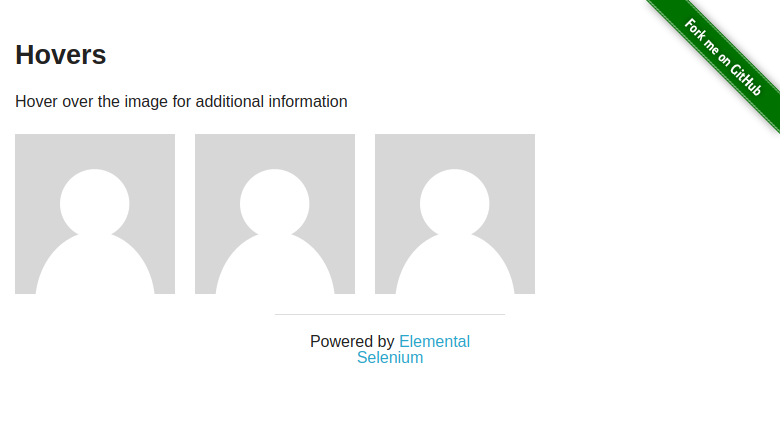 Fork me on GitHub
Hovers
Hover over the image for additional information
Powered by Elemental
Selenium